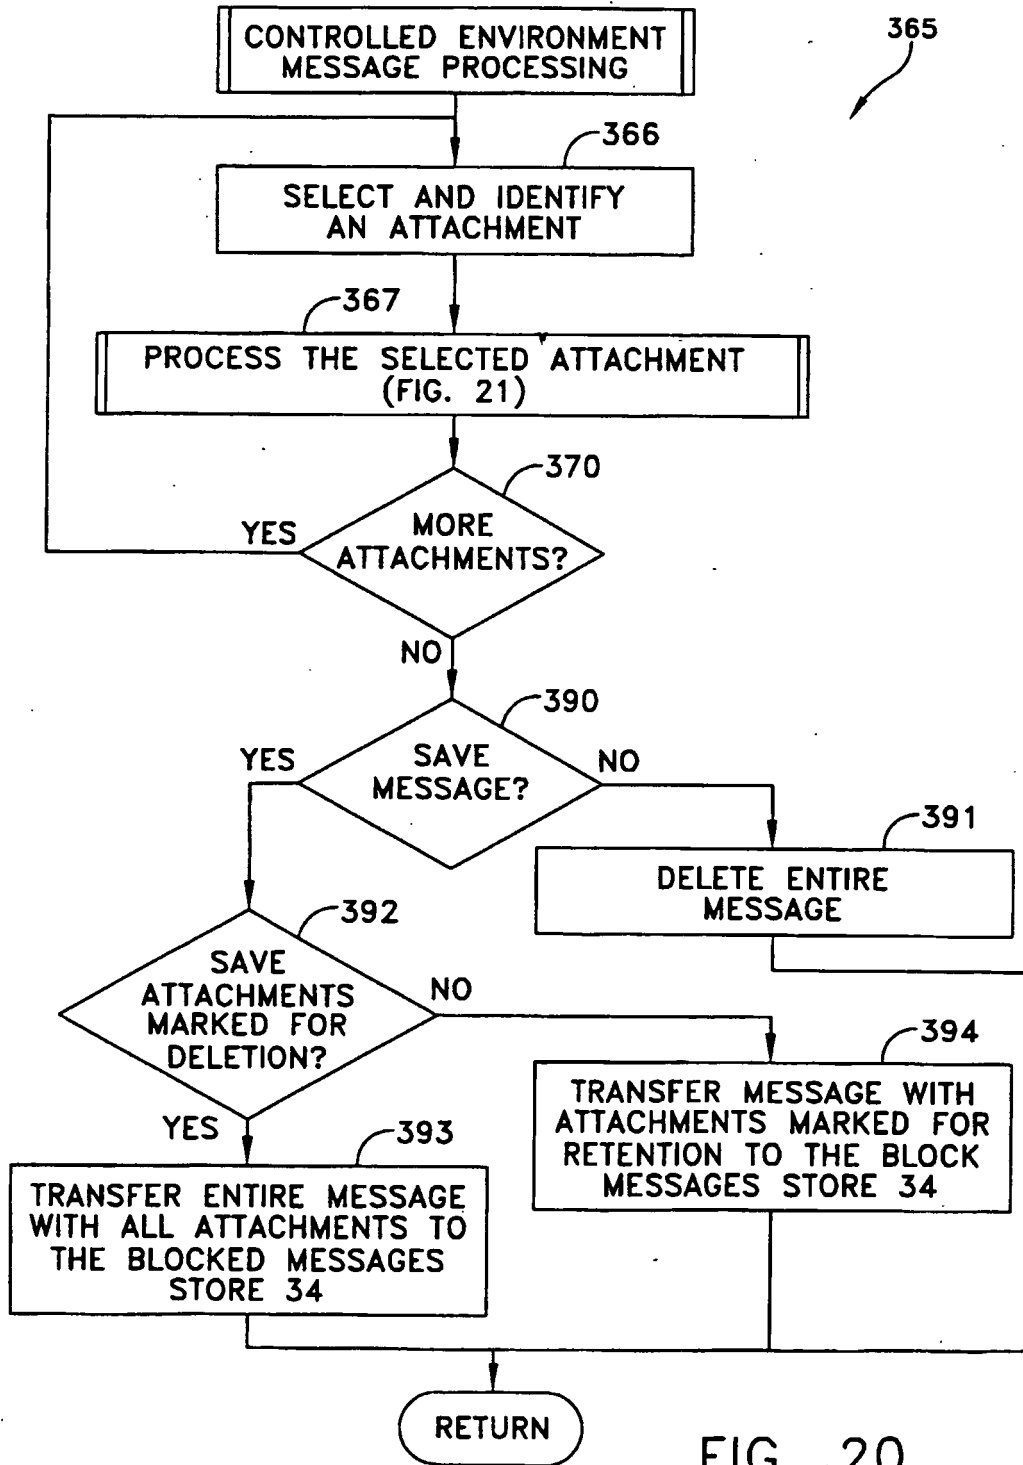 CONTROLLED ENVIRONMENT
MESSAGE PROCESSING
365
366
SELECT AND IDENTIFY
AN ATTACHMENT
367
PROCESS THE SELECTED ATTACHMENT
(FIG. 21)
370
MORE
ATTACHMENTS?
YES
NO
390
SAVE
MESSAGE?
YES
NO
391
DELETE ENTIRE
MESSAGE
392
SAVE
ATTACHMENTS
MARKED FOR
DELETION?
NO
YES
394
TRANSFER MESSAGE WITH
ATTACHMENTS MARKED FOR
RETENTION TO THE BLOCK
MESSAGES STORE 34
393
TRANSFER ENTIRE MESSAGE
WITH ALL ATTACHMENTS TO
THE BLOCKED MESSAGES
STORE 34
RETURN
FIG. 20